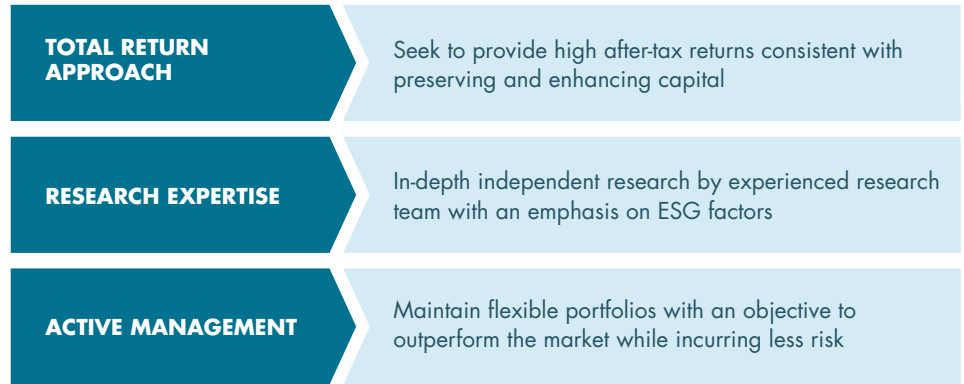 TOTAL RETURN
APPROACH
Seek to provide high after-tax returns consistent with
preserving and enhancing capital
RESEARCH EXPERTISE
In-depth independent research by experienced research
team with an emphasis on ESG factors
ACTIVE MANAGEMENT
Maintain flexible portfolios with an objective to
outperform the market while incurring less risk